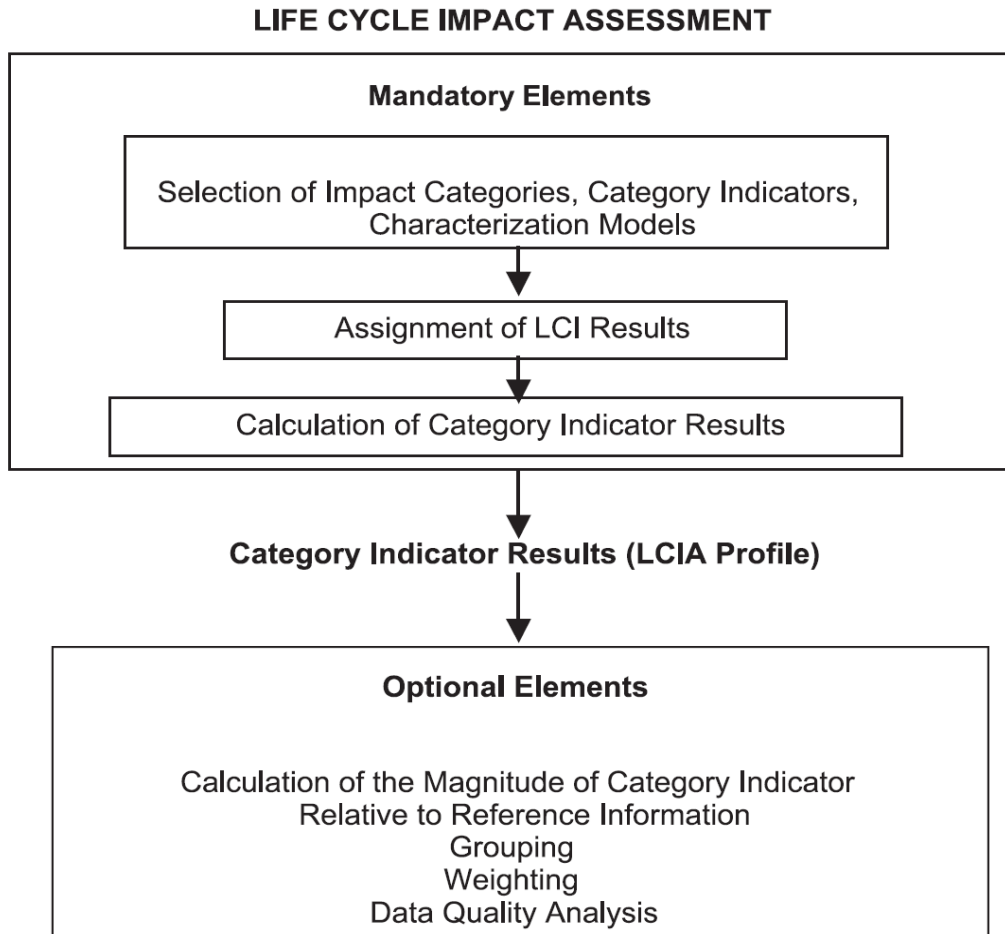 LIFE CYCLE IMPACT ASSESSMENT
Mandatory Elements
Selection of Impact Categories, Category Indicators,
Characterization Models
Assignment of LCI Results
Calculation of Category Indicator Results
Category Indicator Results (LCIA Profile)
Optional Elements
Calculation of the Magnitude of Category Indicator
Relative to Reference Information
Grouping
Weighting
Data Quality Analysis